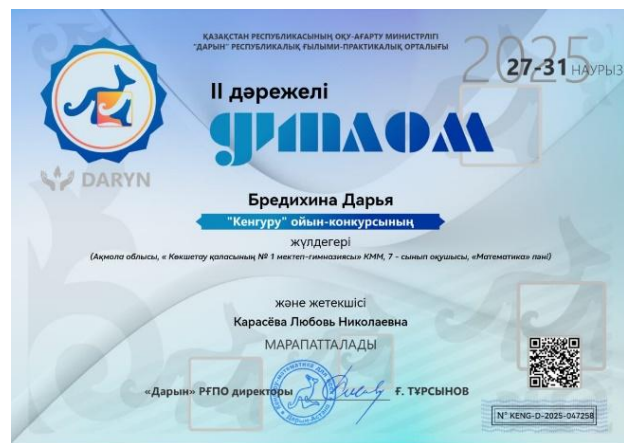 ҚАЗАҚСТАН РЕСПУБЛИКАСЫНЫҢ ОҚУ-АҒАРТУ МИНИСТРЛІГІ
"ДАРЫН" РЕСПУБЛИКАЛЫҚ ҒЫЛЫМИ-ПРАКТИКАЛЫҚ ОРТАЛЫҒЫ
2025
27-31 НАУРЫЗ
II дәрежелі
ДИПЛОМ
DARYN
Бредихина Дарья
"Кенгуру" ойын-конкурсының
жүлдегері
(Ақмола облысы, « Көкшетау қаласының № 1 мектеп-гимназиясы» КММ, 7 - сынып оқушысы, «Математика» пәні)
және жетекшісі
Карасёва Любовь Николаевна
МАРАПАТТАЛАДЫ
«Дарын» РҒПО директоры Ғ. ТҰРСЫНОВ
N° KENG-D-2025-047258